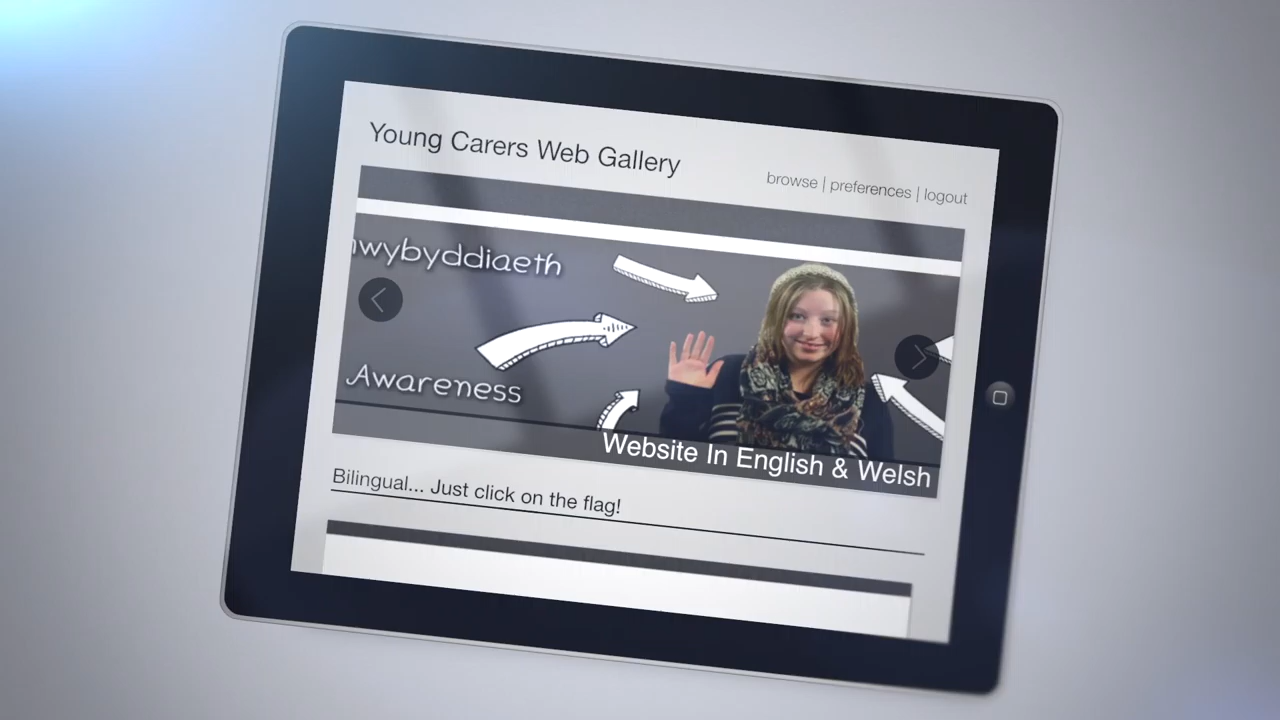 Young Carers Web Gallery
browse | preferences | logout
wybyddiaeth
Awareness
Website In English & Welsh
Bilingual... Just click on the flag!